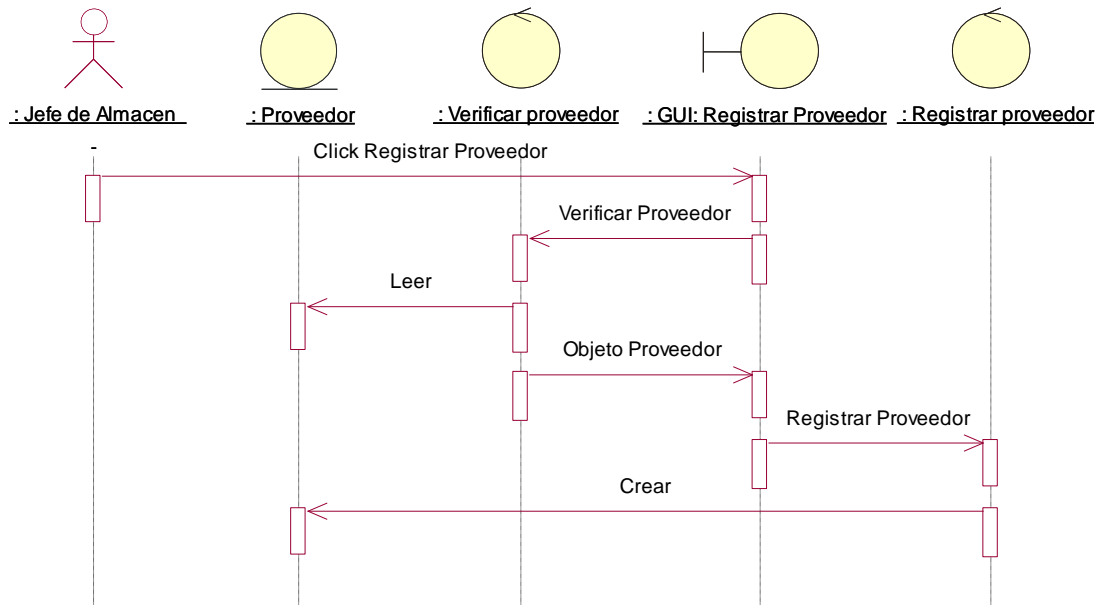 : Jefe de Almacen
: Proveedor
: Verificar proveedor
: GUI: Registrar Proveedor
: Registrar proveedor
-
Click Registrar Proveedor
Verificar Proveedor
Leer
Objeto Proveedor
Registrar Proveedor
Crear